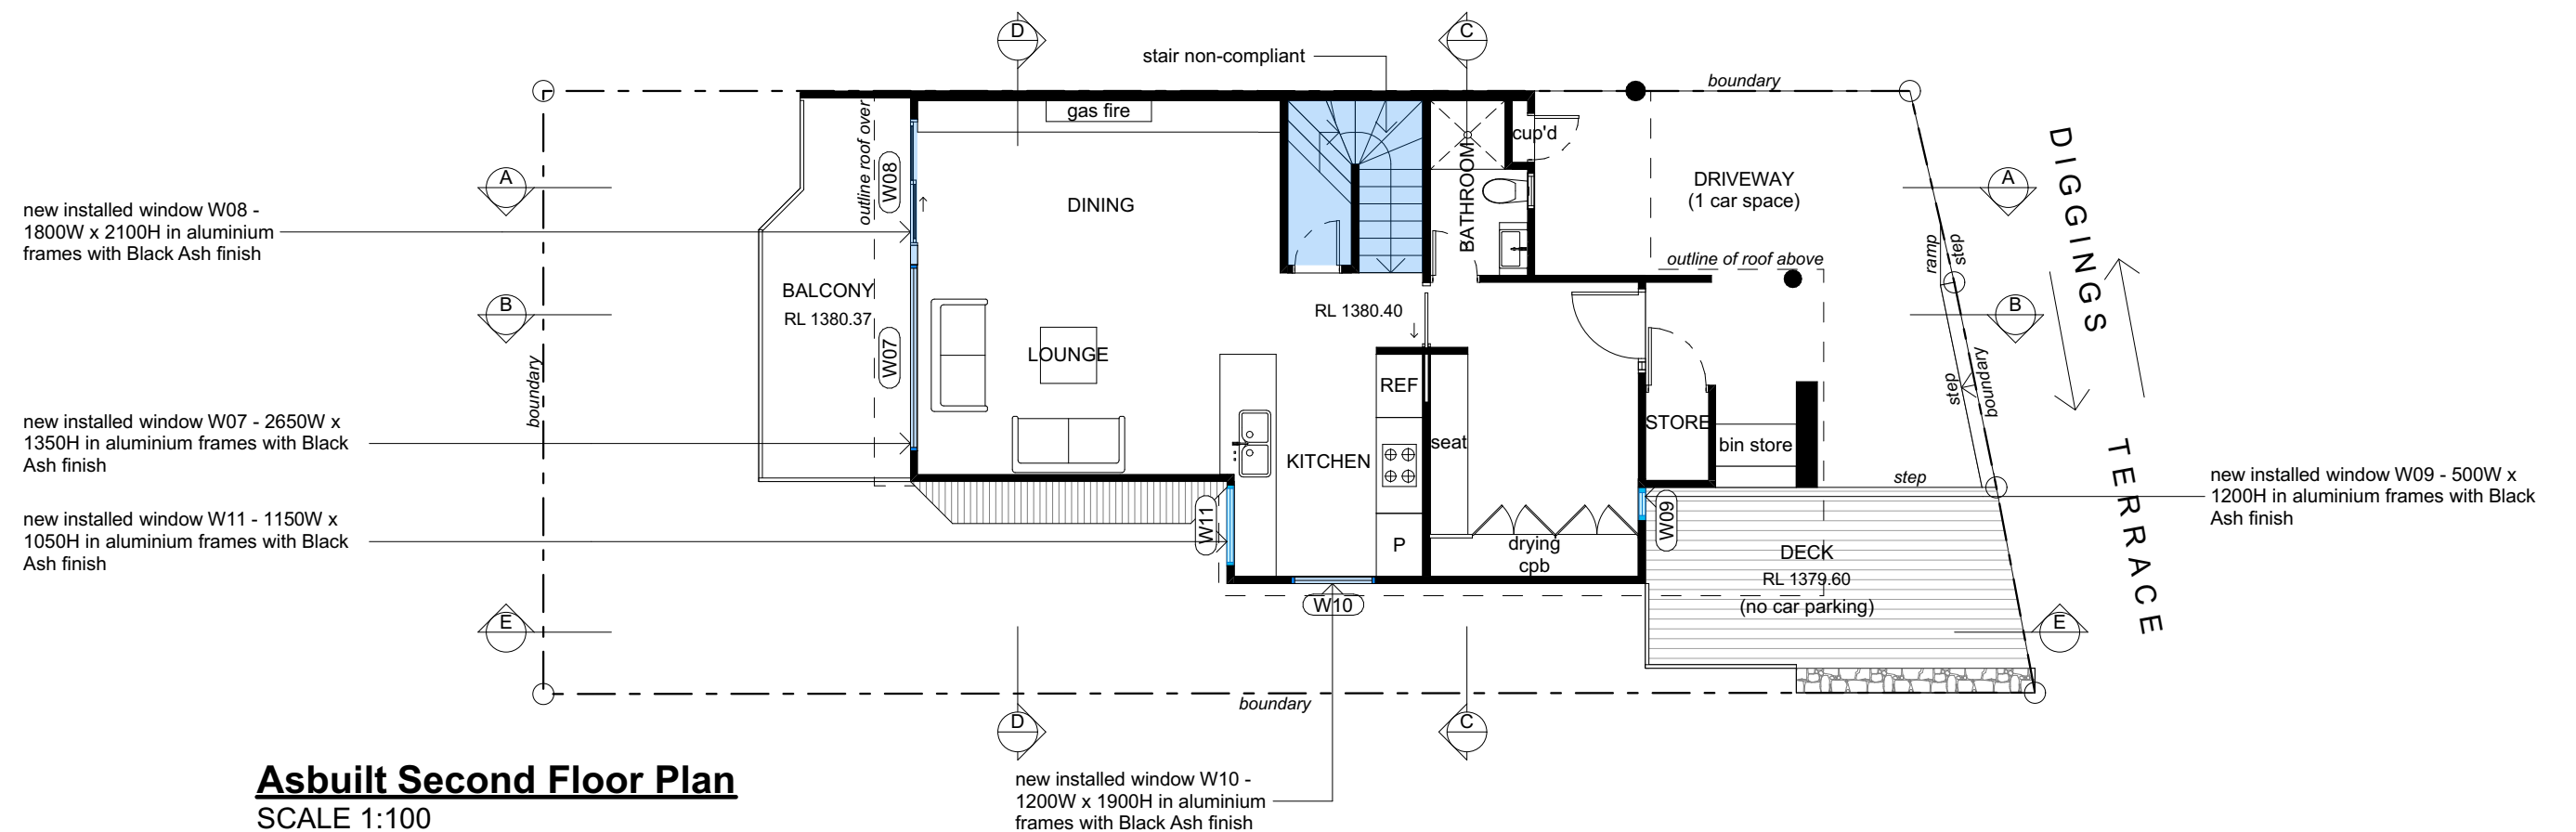 D
C
stair non-compliant
boundary
gas fire
outline roof over
cup'd
A
W08
BATHROOM
DRIVEWAY
(1 car space)
A
DIGGINGS
new installed window W08 -
1800W x 2100H in aluminium
frames with Black Ash finish
DINING
ramp
step
outline of roof above
B
BALCONY
RL 1380.37
RL 1380.40
B
boundary
W07
LOUNGE
REF
step
boundary
new installed window W07 - 2650W x
1350H in aluminium frames with Black
Ash finish
KITCHEN
seat
STORE
bin store
TERRACE
step
new installed window W09 - 500W x
1200H in aluminium frames with Black
Ash finish
new installed window W11 - 1150W x
1050H in aluminium frames with Black
Ash finish
W11
P
drying
cpb
W09
DECK
RL 1379.60
(no car parking)
W10
E
E
boundary
D
C
Asbuilt Second Floor Plan
SCALE 1:100
new installed window W10 -
1200W x 1900H in aluminium
frames with Black Ash finish